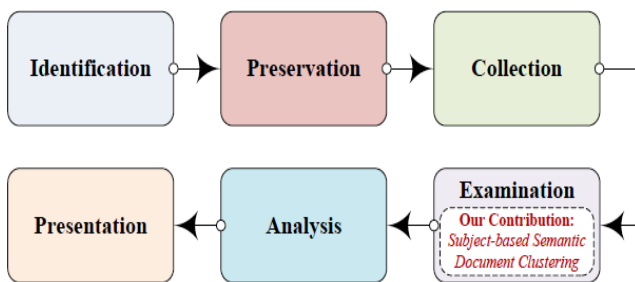 Identification
Preservation
Collection
Examination
Our Contribution:
Subject-based Semantic
Document Clustering
Analysis
Presentation